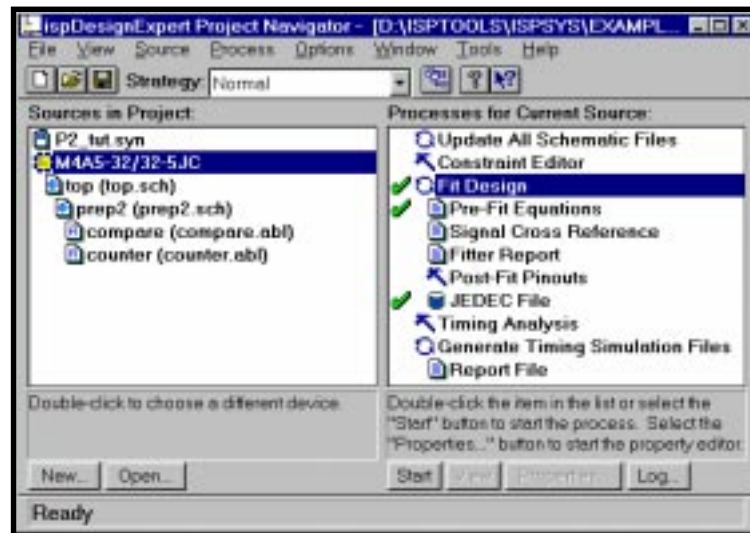 ispDesignExpert Project Navigator - [D:\ISPTOOLS\ISPSYS\EXAMPL...
File View Source Process Options Window Tools Help
Strategy: Normal
Sources in Project:
P2_tut.syn
M4A5-32/32-5JC
top (top.sch)
prep2 (prep2.sch)
compare (compare.abl)
counter (counter.abl)
Double-click to choose a different device.
New... Open...
Processes for Current Source:
Update All Schematic Files
Constraint Editor
Fit Design
Pre-Fit Equations
Signal Cross Reference
Fitter Report
Post-Fit Pinouts
JEDEC File
Timing Analysis
Generate Timing Simulation Files
Report File
Double-click the item in the list or select the
"Start" button to start the process. Select the
"Properties..." button to start the property editor.
Start View Properties... Log...
Ready